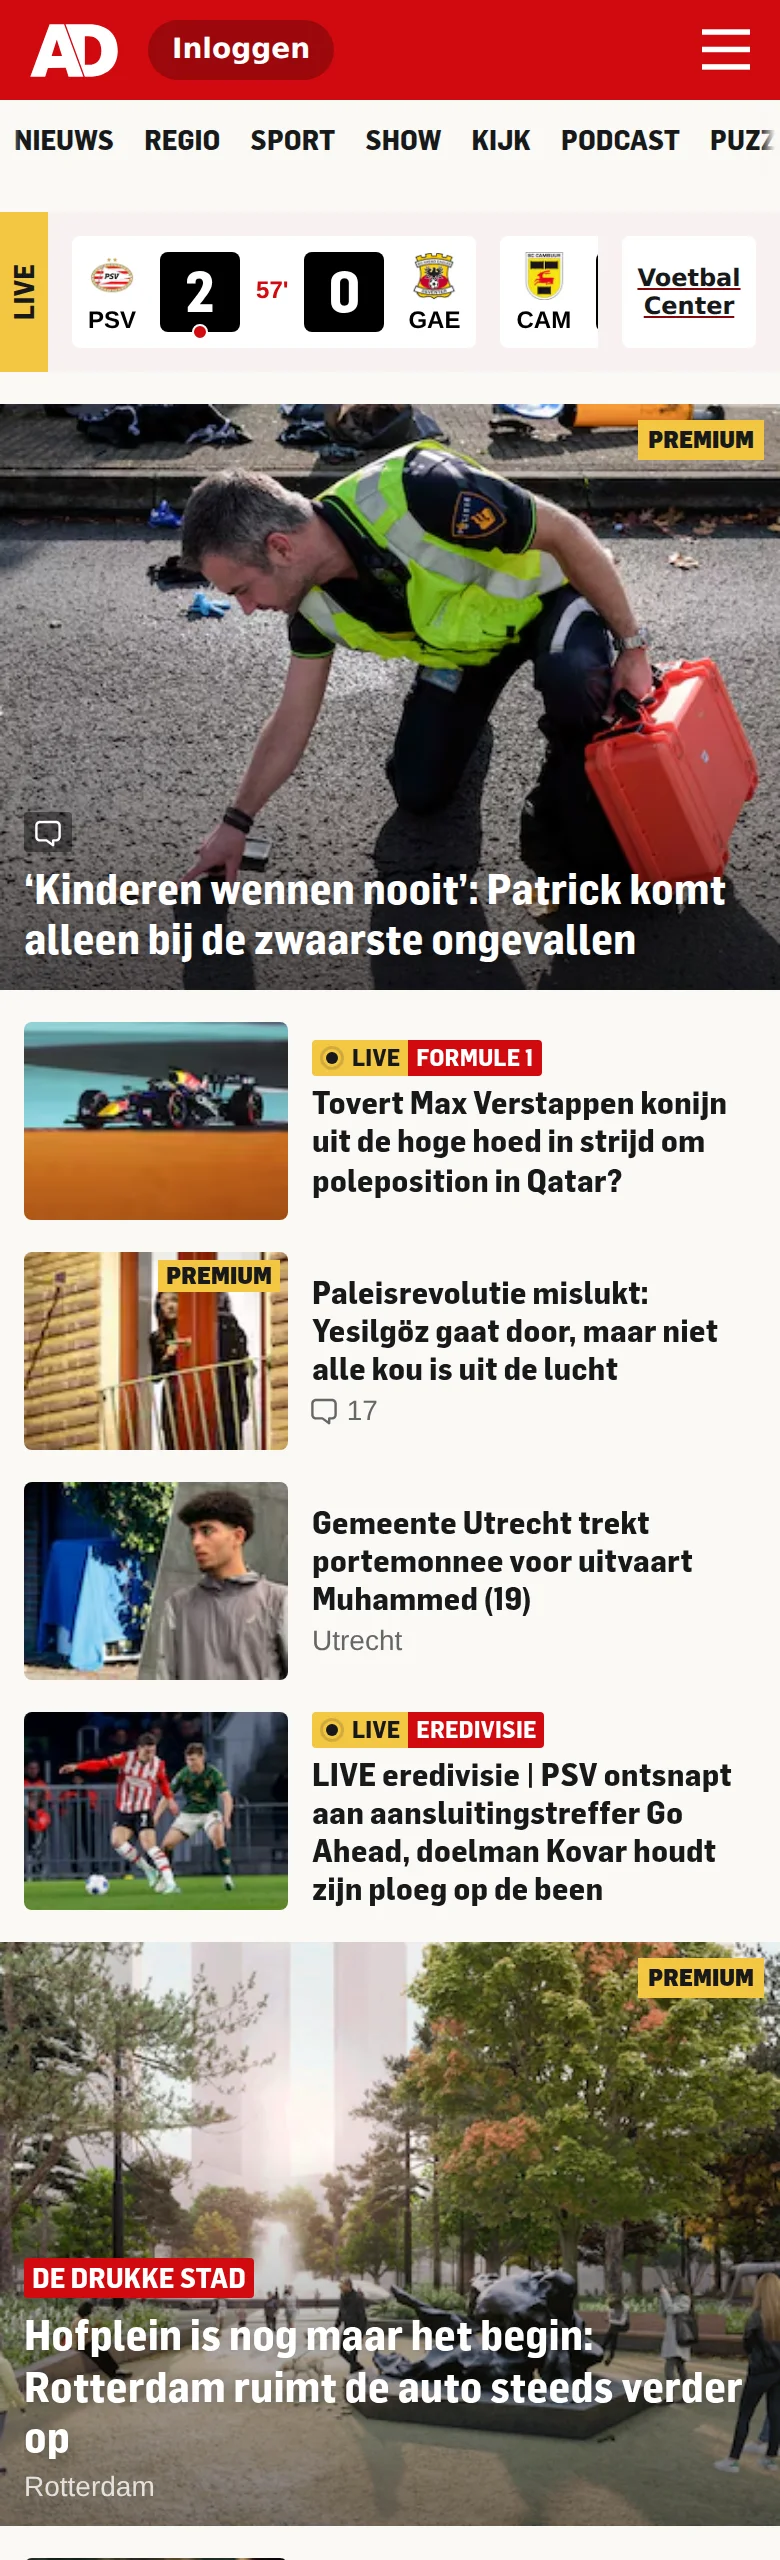 AD
Inloggen
NIEUWS REGIO SPORT SHOW KIJK PODCAST PUZZ
LIVE
PSV
PSV
2
57'
0
GAE
SC CAMBUUR
CAM
Voetbal
Center
PREMIUM
‘Kinderen wennen nooit’: Patrick komt
alleen bij de zwaarste ongevallen
LIVE FORMULE 1
Tovert Max Verstappen konijn
uit de hoge hoed in strijd om
poleposition in Qatar?
PREMIUM
Paleisrevolutie mislukt:
Yesilgöz gaat door, maar niet
alle kou is uit de lucht
17
Gemeente Utrecht trekt
portemonnee voor uitvaart
Muhammed (19)
Utrecht
LIVE EREDIVISIE
LIVE eredivisie | PSV ontsnapt
aan aansluitingstreffer Go
Ahead, doelman Kovar houdt
zijn ploeg op de been
PREMIUM
DE DRUKKE STAD
Hofplein is nog maar het begin:
Rotterdam ruimt de auto steeds verder
op
Rotterdam